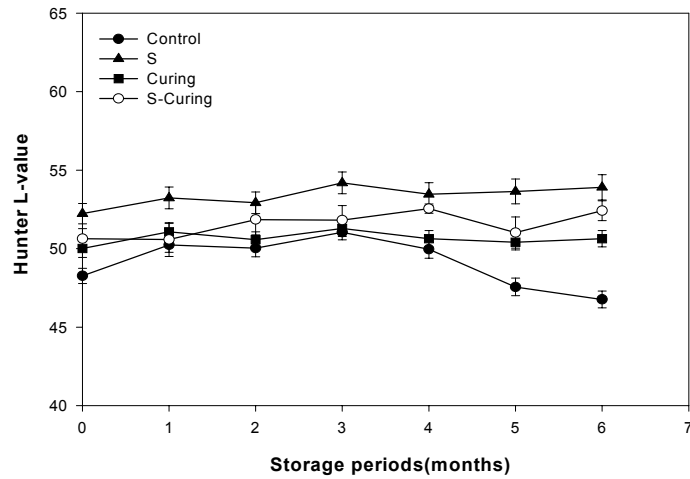 65
60
55
50
45
40
Hunter L-value
Control
S
Curing
S-Curing
0 1 2 3 4 5 6 7
Storage periods(months)